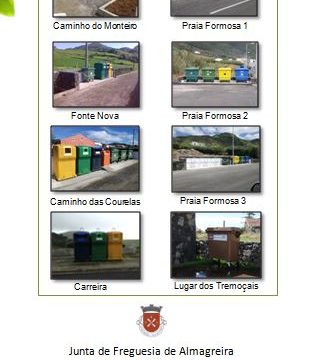 Caminho do Monteiro Praia Formosa 1
Fonte Nova Praia Formosa 2
Caminho das Courelas Praia Formosa 3
Carreira Lugar dos Tremoçais
Junta de Freguesia de Almagreira